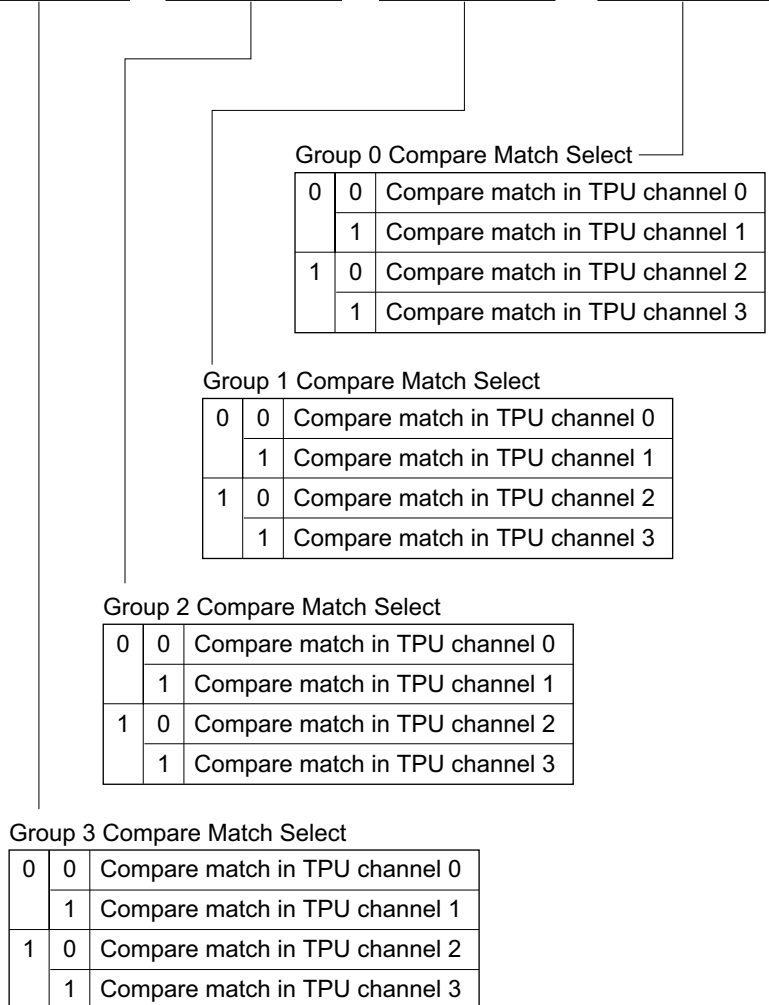 Group 0 Compare Match Select
0 0 Compare match in TPU channel 0
1 Compare match in TPU channel 1
1 0 Compare match in TPU channel 2
1 Compare match in TPU channel 3
Group 1 Compare Match Select
0 0 Compare match in TPU channel 0
1 Compare match in TPU channel 1
1 0 Compare match in TPU channel 2
1 Compare match in TPU channel 3
Group 2 Compare Match Select
0 0 Compare match in TPU channel 0
1 Compare match in TPU channel 1
1 0 Compare match in TPU channel 2
1 Compare match in TPU channel 3
Group 3 Compare Match Select
0 0 Compare match in TPU channel 0
1 Compare match in TPU channel 1
1 0 Compare match in TPU channel 2
1 Compare match in TPU channel 3